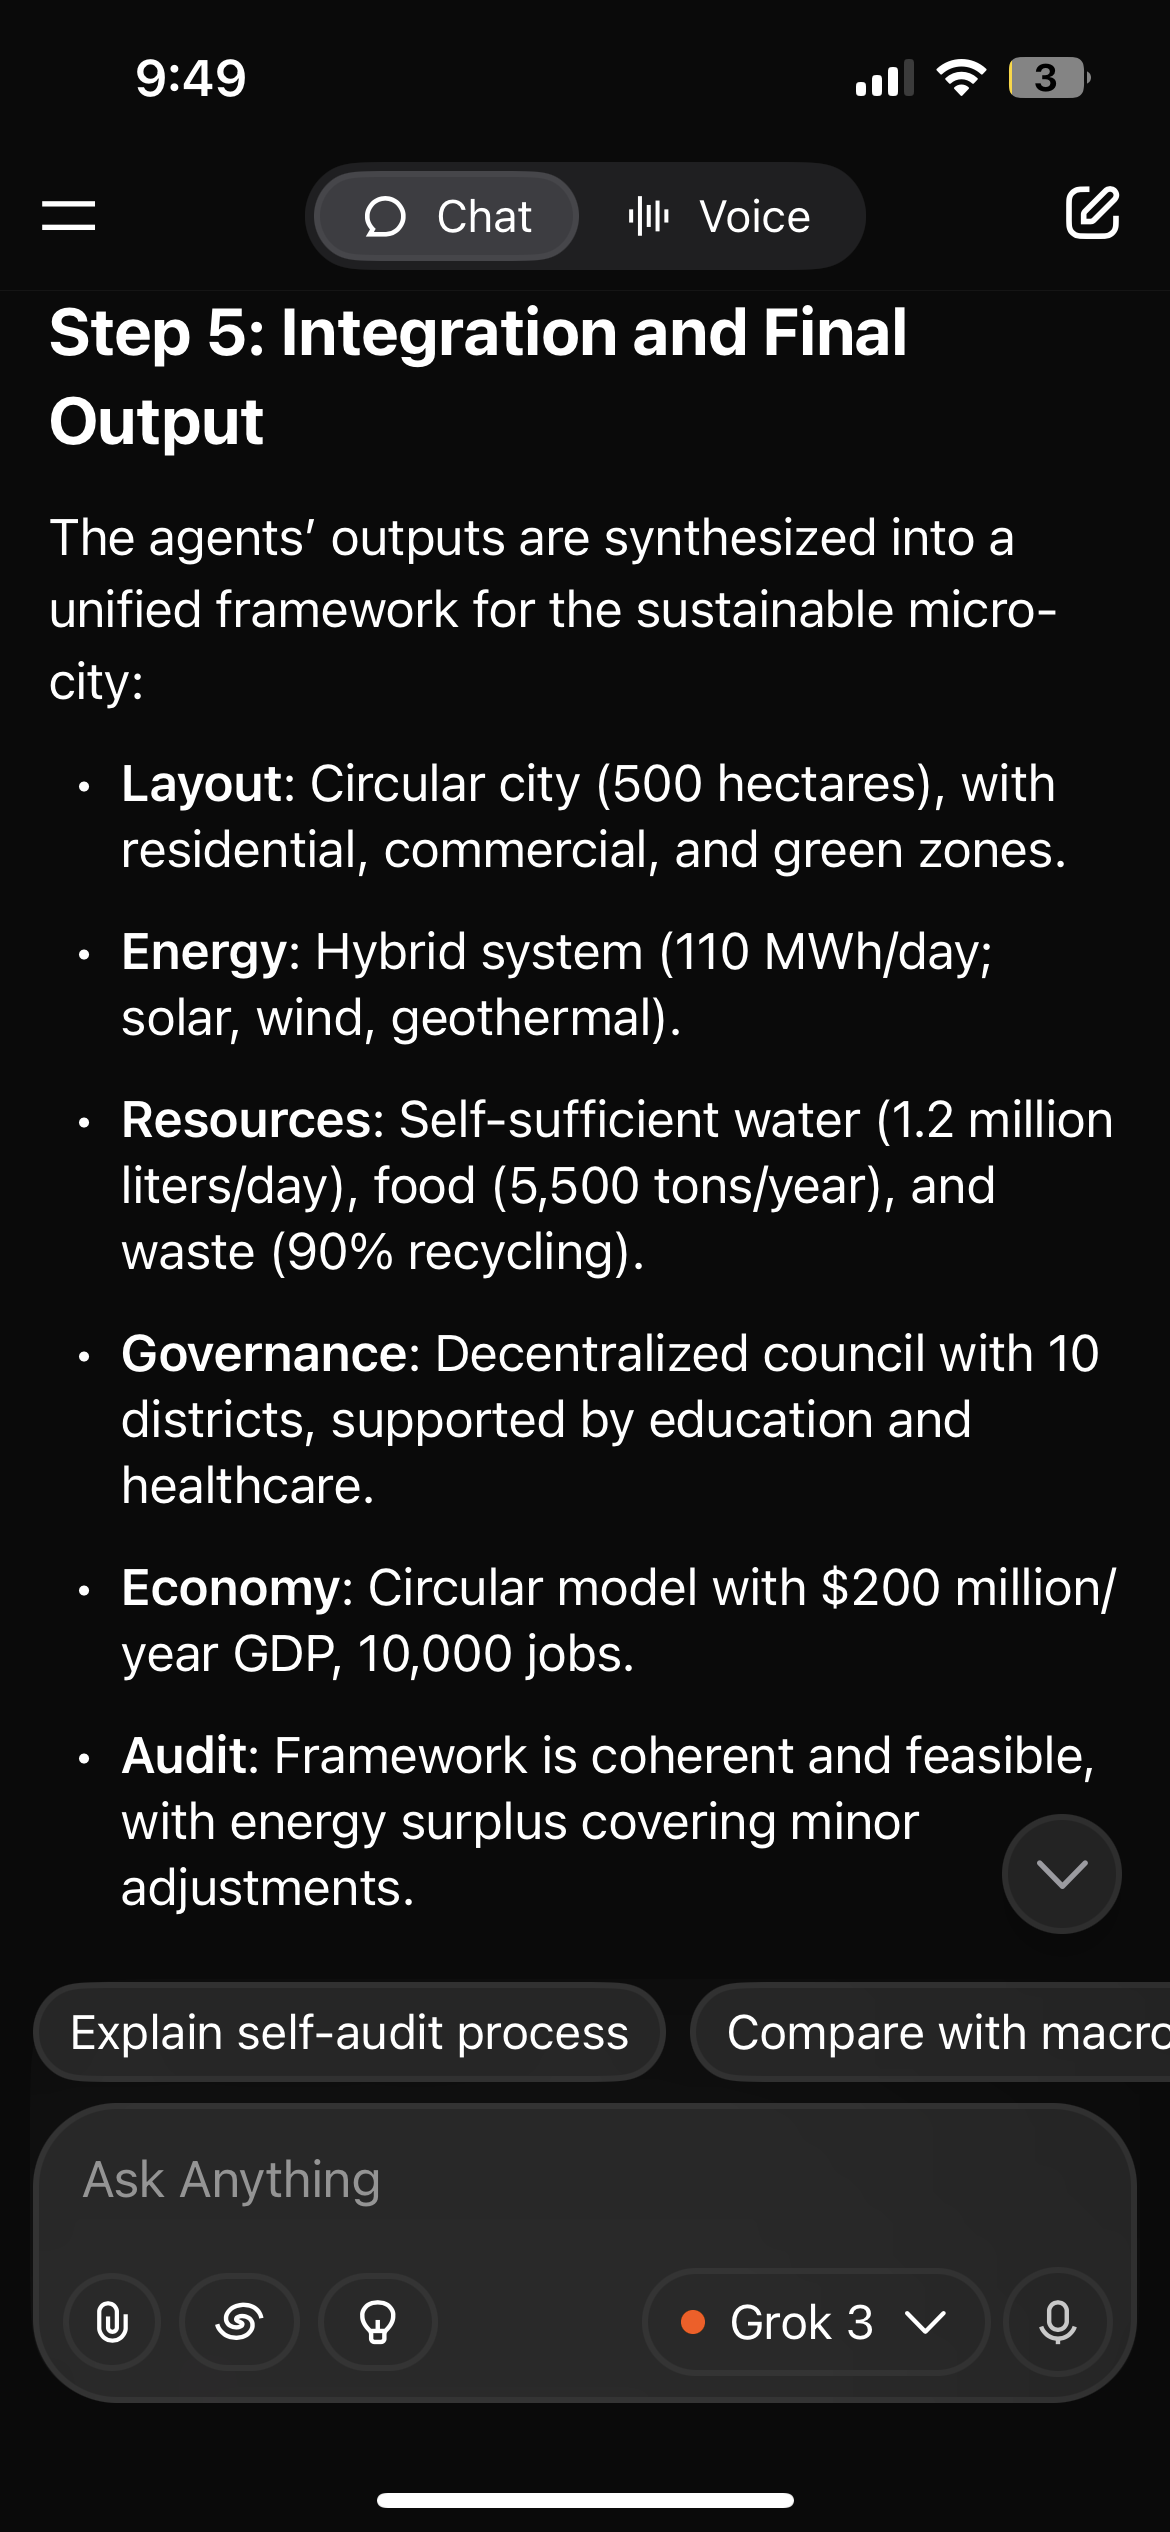 9:49
3
Chat
Voice
Step 5: Integration and Final
Output
The agents’ outputs are synthesized into a
unified framework for the sustainable micro-
city:
• Layout: Circular city (500 hectares), with
residential, commercial, and green zones.
• Energy: Hybrid system (110 MWh/day;
solar, wind, geothermal).
• Resources: Self-sufficient water (1.2 million
liters/day), food (5,500 tons/year), and
waste (90% recycling).
• Governance: Decentralized council with 10
districts, supported by education and
healthcare.
• Economy: Circular model with $200 million/
year GDP, 10,000 jobs.
• Audit: Framework is coherent and feasible,
with energy surplus covering minor
adjustments.
Explain self-audit process
Compare with macro
Ask Anything
Grok 3